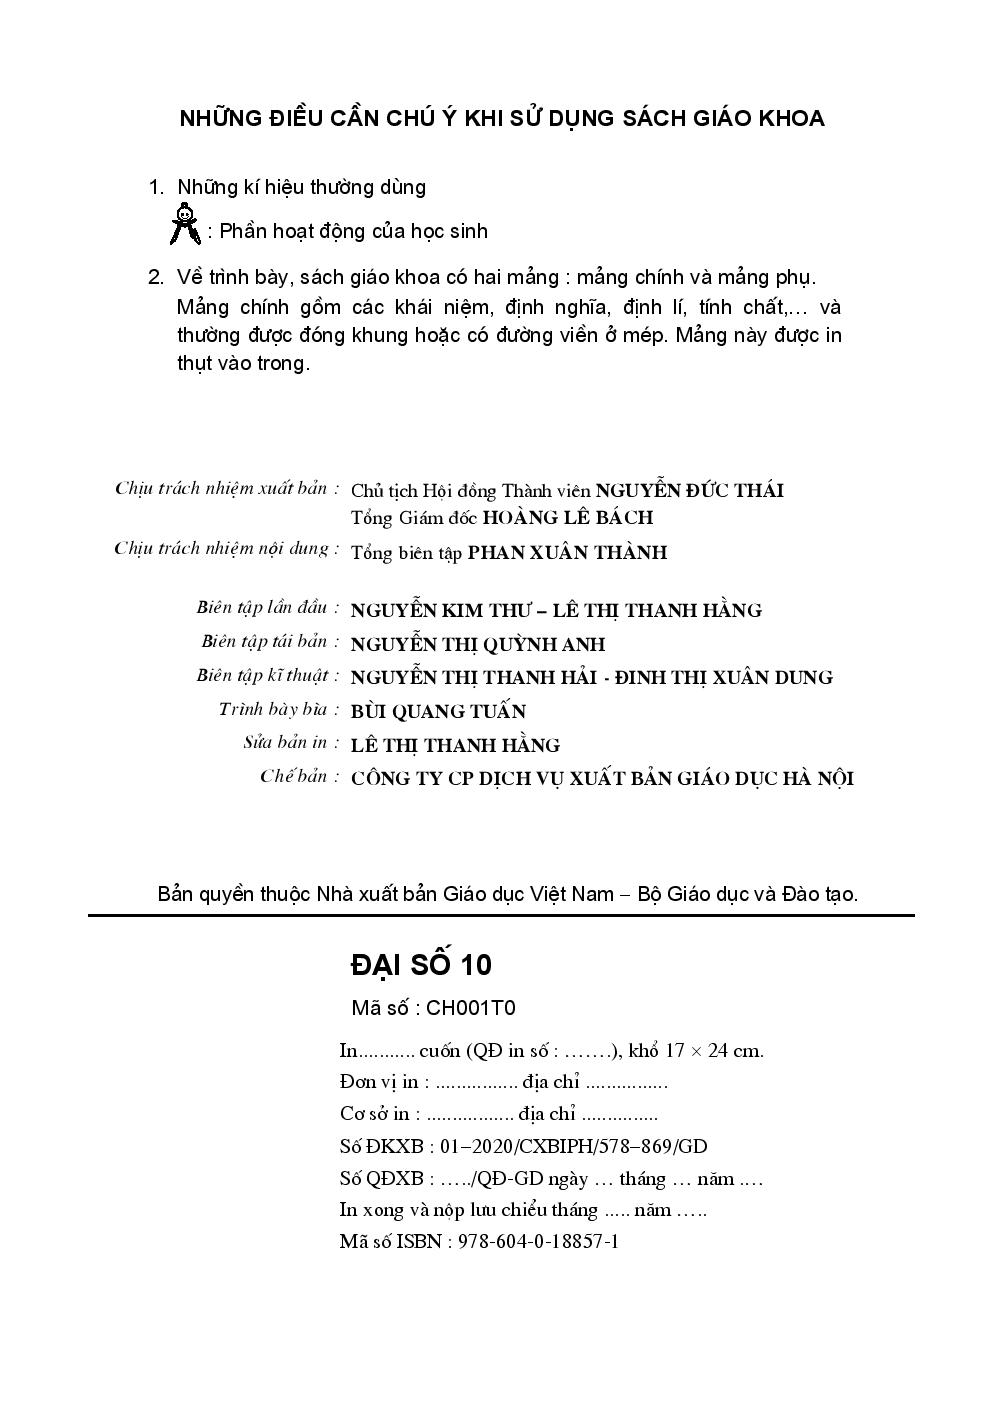 NHỮNG ĐIỀU CẦN CHÚ Ý KHI SỬ DỤNG SÁCH GIÁO KHOA
1. Những kí hiệu thường dùng
: Phần hoạt động của học sinh
2. Về trình bày, sách giáo khoa có hai mảng : mảng chính và mảng phụ.
Mảng chính gồm các khái niệm, định nghĩa, định lí, tính chất,... và
thường được đóng khung hoặc có đường viền ở mép. Mảng này được in
thụt vào trong.
Chịu trách nhiệm xuất bản : Chủ tịch Hội đồng Thành viên NGUYỄN ĐỨC THÁI
Tổng Giám đốc HOÀNG LÊ BÁCH
Chịu trách nhiệm nội dung : Tổng biên tập PHAN XUÂN THÀNH
Biên tập lần đầu : NGUYỄN KIM THƯ – LÊ THỊ THANH HẰNG
Biên tập tái bản : NGUYỄN THỊ QUỲNH ANH
Biên tập kĩ thuật : NGUYỄN THỊ THANH HẢI - ĐINH THỊ XUÂN DUNG
Trình bày bìa : BÙI QUANG TUẤN
Sửa bản in : LÊ THỊ THANH HẰNG
Chế bản : CÔNG TY CP DỊCH VỤ XUẤT BẢN GIÁO DỤC HÀ NỘI
Bản quyền thuộc Nhà xuất bản Giáo dục Việt Nam – Bộ Giáo dục và Đào tạo.
ĐẠI SỐ 10
Mã số : CH001T0
In........... cuốn (QĐ in số : …….), khổ 17 × 24 cm.
Đơn vị in : ................ địa chỉ ................
Cơ sở in : ................. địa chỉ ...............
Số ĐKXB : 01–2020/CXBIPH/578–869/GD
Số QĐXB : …../QĐ-GD ngày … tháng … năm ….
In xong và nộp lưu chiểu tháng ..... năm …..
Mã số ISBN : 978-604-0-18857-1